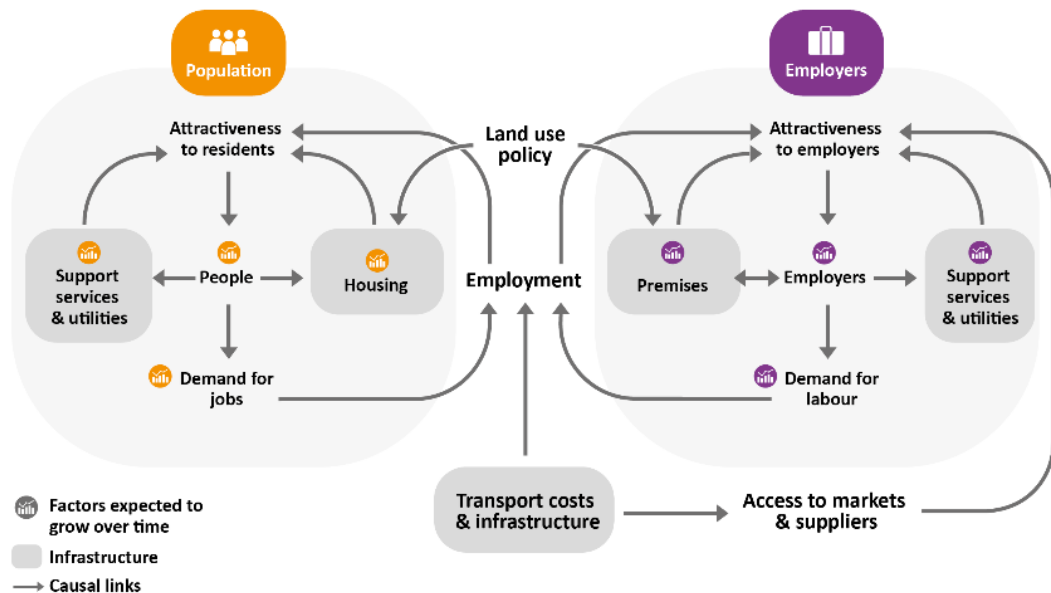 Population
Employers
Attractiveness
to residents
Land use
policy
Attractiveness
to employers
Support
services
& utilities
People
Housing
Employment
Premises
Employers
Support
services
& utilities
Demand for
jobs
Demand for
labour
Transport costs
& infrastructure
Access to markets
& suppliers
Factors expected to
grow over time
Infrastructure
Causal links